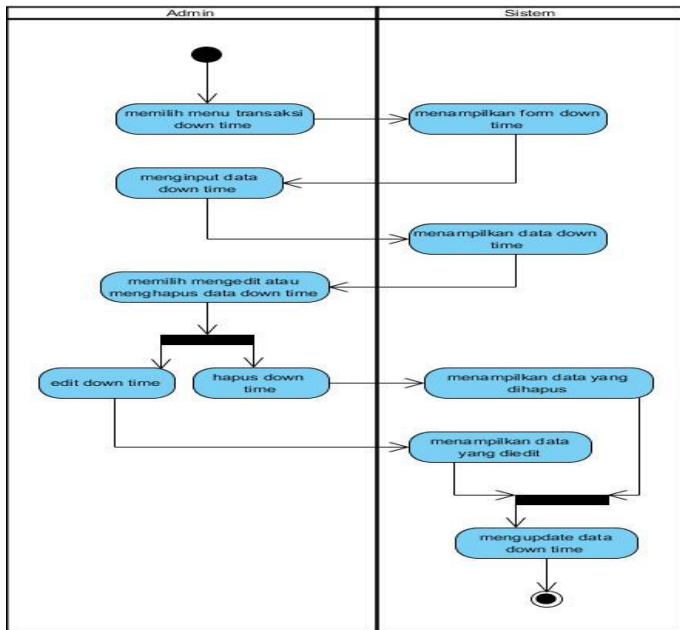 Admin
Sistem
memilih menu transaksi
down time
menampilkan form down
time
menginput data
down time
menampilkan data down
time
memilih mengedit atau
menghapus data down time
edit down time
hapus down
time
menampilkan data yang
dihapus
menampilkan data
yang diedit
mengupdate data
down time